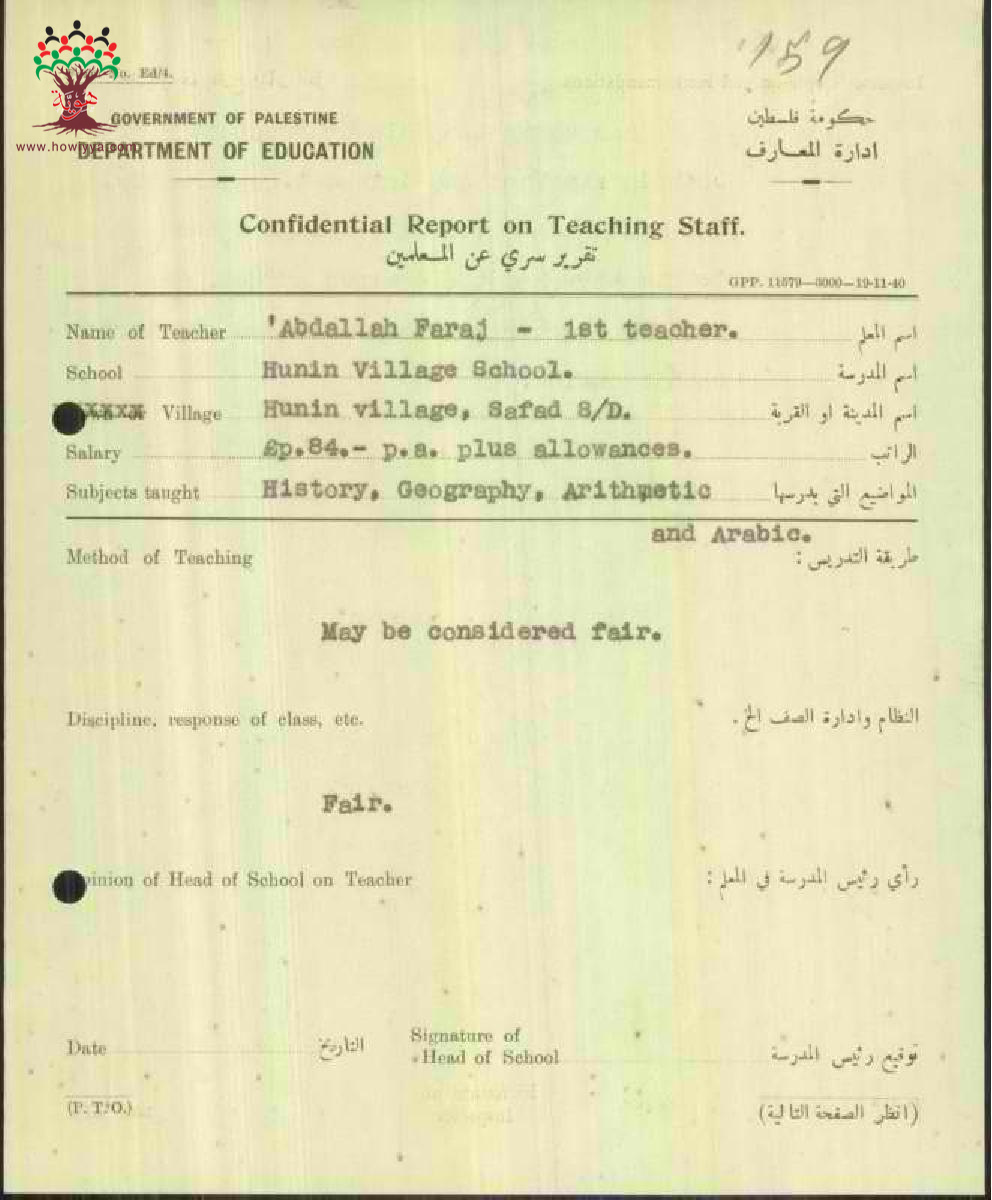 159
No. Ed/4.
GOVERNMENT OF PALESTINE
حكومة فلسطين
www.howiyya.com
DEPARTMENT OF EDUCATION
ادارة المعارف
Confidential Report on Teaching Staff.
تقرير سري عن المعلمين
GPP. 11579—3000—19-11-40
Name of Teacher 'Abdallah Faraj - 1st teacher. اسم المعلم
School Hunin Village School. اسم المدرسة
Village Hunin village, Safad S/D. اسم المدينة او القرية
Salary £p.84.- p.a. plus allowances. الراتب
Subjects taught History, Geography, Arithmetic المواضيع التي يدرسها
and Arabic.
Method of Teaching طريقة التدريس :
May be considered fair.
Discipline, response of class, etc. النظام وادارة الصف الخ.
Fair.
inion of Head of School on Teacher رأي رئيس المدرسة في المعلم :
Date التاريخ Signature of Head of School توقيع رئيس المدرسة
(P. T. O.) (انظر الصفحة التالية)